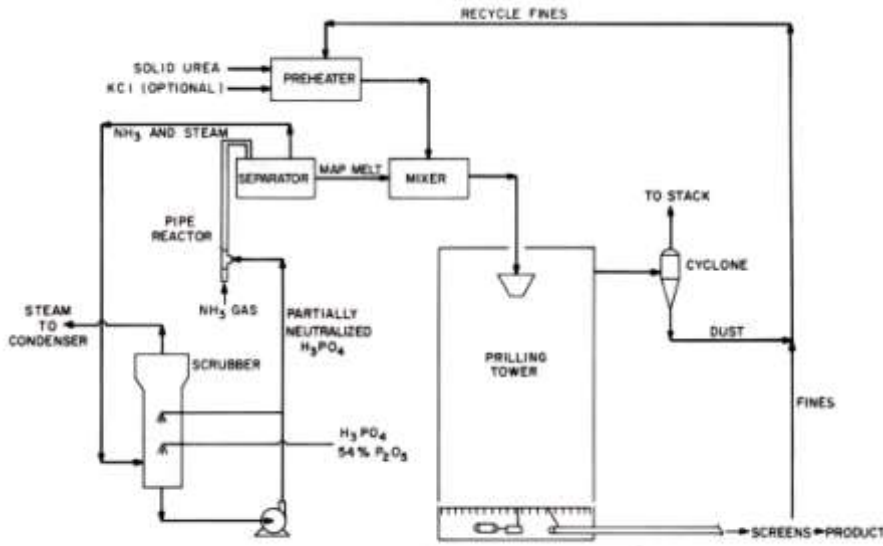 RECYCLE FINES
SOLID UREA
KCl (OPTIONAL)
PREHEATER
NH₃ AND STEAM
SEPARATOR
MAP MELT
MIXER
TO STACK
PIPE
REACTOR
CYCLONE
NH₃ GAS
STEAM
TO
CONDENSER
PARTIALLY
NEUTRALIZED
H₃PO₄
DUST
SCRUBBER
PRILLING
TOWER
FINES
H₃PO₄
54% P₂O₅
SCREENS
PRODUCT